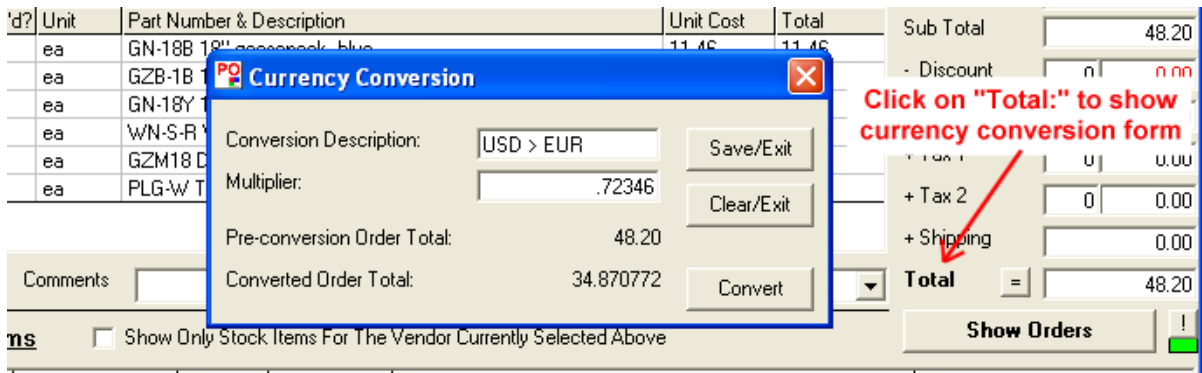 'd? Unit Part Number & Description Unit Cost Total
Sub Total 48.20
ea GN-18B 18" gooseneck, blue 11.46 11.46
- Discount 0 0.00
ea GZB-1B 1
PO Currency Conversion
ea GN-18Y 1
Click on "Total:" to show
currency conversion form
ea WN-S-R
Conversion Description: USD > EUR Save/Exit
ea GZM18 D
+ Tax 1 0 0.00
ea PLG-W T
Multiplier: .72346 Clear/Exit
+ Tax 2 0 0.00
Pre-conversion Order Total: 48.20
+ Shipping 0.00
Comments
Converted Order Total: 34.870772 Convert
Total = 48.20
ms Show Only Stock Items For The Vendor Currently Selected Above
Show Orders !